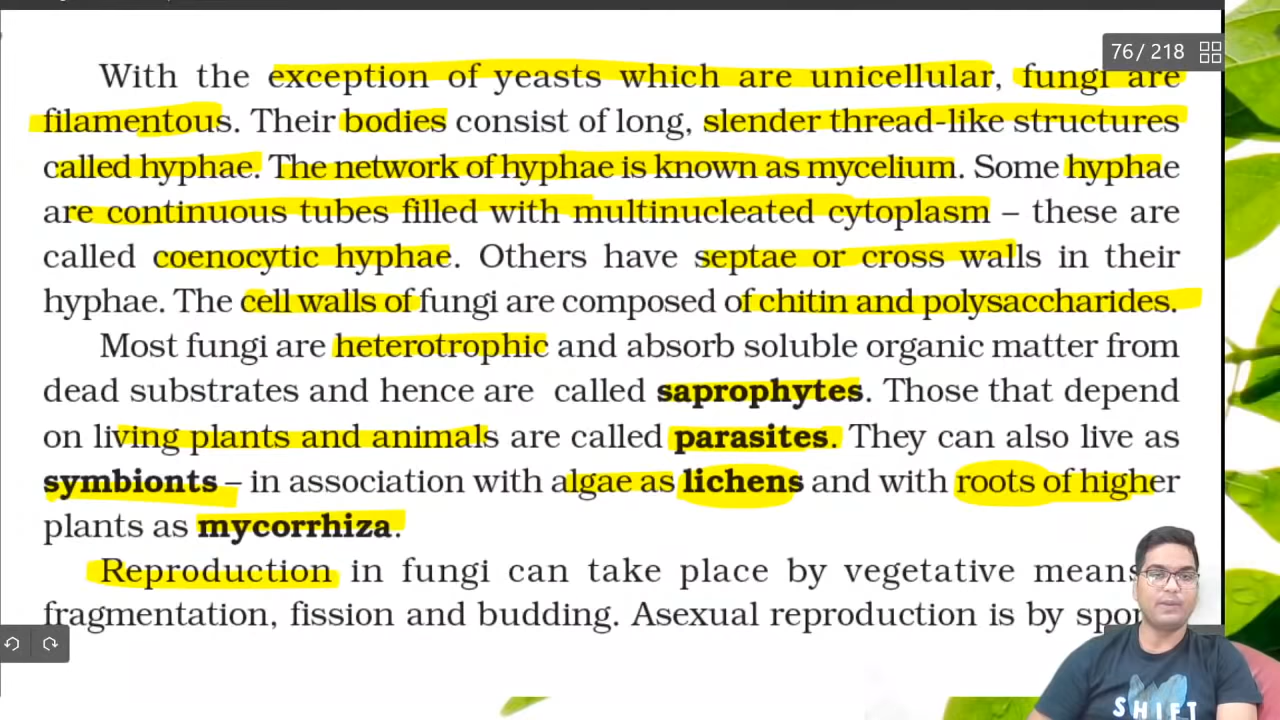 76 / 218
With the exception of yeasts which are unicellular, fungi are
filamentous. Their bodies consist of long, slender thread-like structures
called hyphae. The network of hyphae is known as mycelium. Some hyphae
are continuous tubes filled with multinucleated cytoplasm – these are
called coenocytic hyphae. Others have septae or cross walls in their
hyphae. The cell walls of fungi are composed of chitin and polysaccharides.
Most fungi are heterotrophic and absorb soluble organic matter from
dead substrates and hence are called saprophytes. Those that depend
on living plants and animals are called parasites. They can also live as
symbionts – in association with algae as lichens and with roots of higher
plants as mycorrhiza.
Reproduction in fungi can take place by vegetative means
fragmentation, fission and budding. Asexual reproduction is by
SHIFT